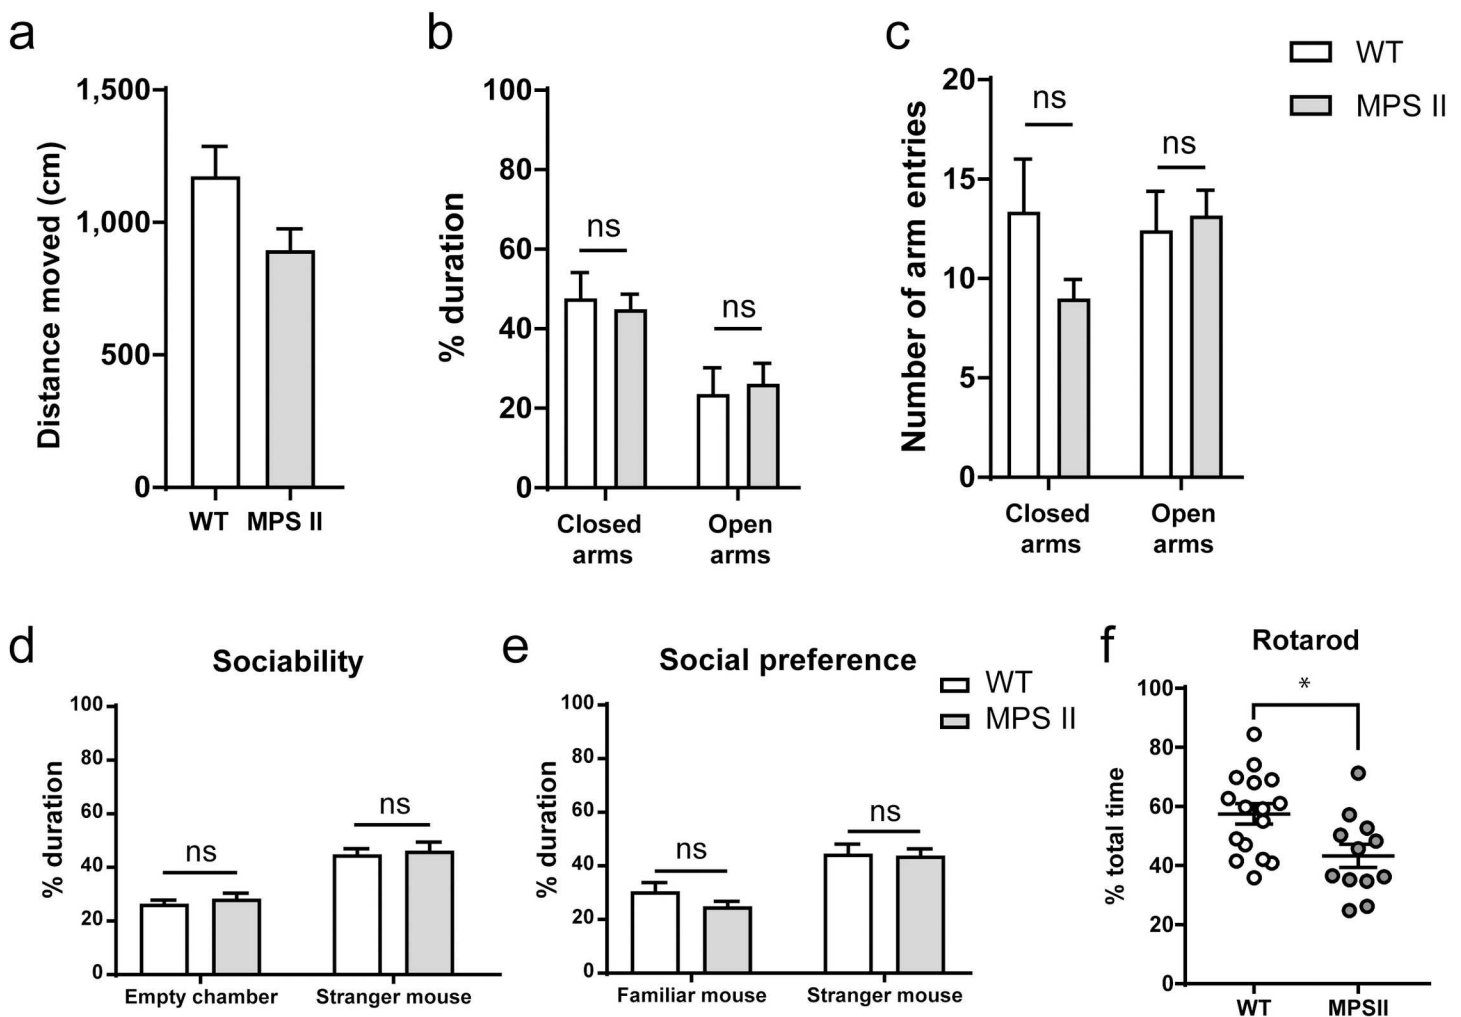 a
b
c
WT
MPS II
1,500
1,000
500
0
Distance moved (cm)
WT MPS II
100
80
60
40
20
0
% duration
ns
ns
Closed arms
Open arms
20
15
10
5
0
Number of arm entries
ns
ns
Closed arms
Open arms
d
Sociability
100
80
60
40
20
0
% duration
ns
ns
Empty chamber
Stranger mouse
e
Social preference
WT
MPS II
100
80
60
40
20
0
% duration
ns
ns
Familiar mouse
Stranger mouse
f
Rotarod
*
100
80
60
40
20
0
% total time
WT
MPSII